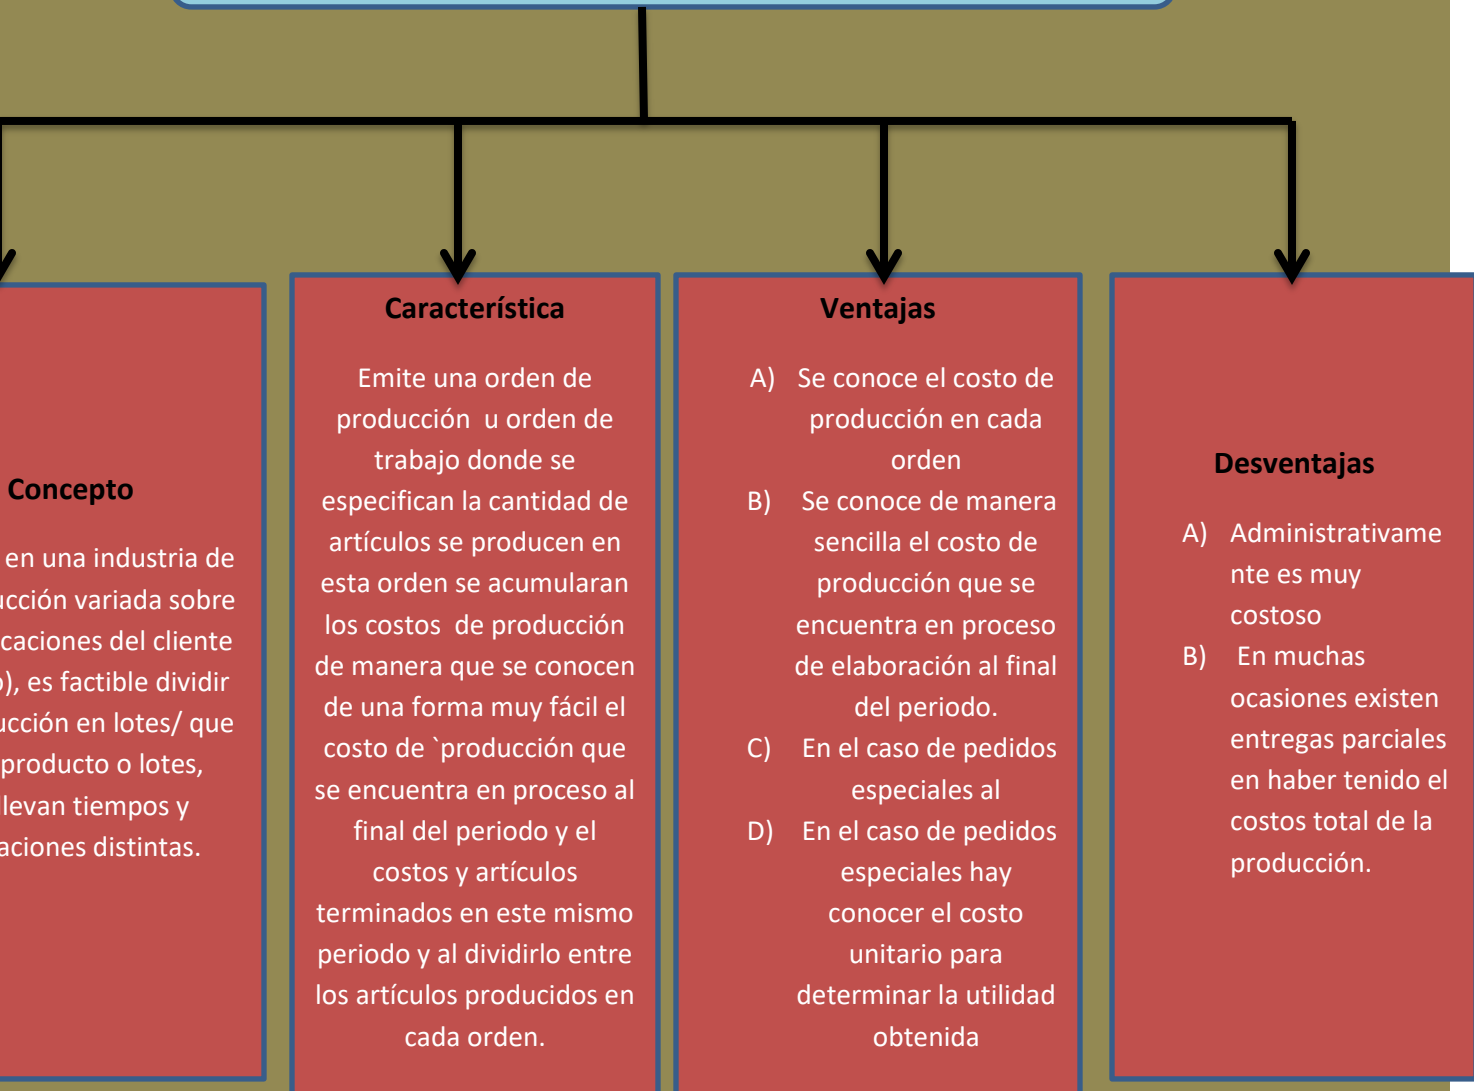 Concepto
en una industria de
ucción variada sobre
caciones del cliente
), es factible dividir
ucción en lotes/ que
producto o lotes,
llevan tiempos y
aciones distintas.
Característica
Emite una orden de
producción  u orden de
trabajo donde se
especifican la cantidad de
artículos se producen en
esta orden se acumularan
los costos  de producción
de manera que se conocen
de una forma muy fácil el
costo de `producción que
se encuentra en proceso al
final del periodo y el
costos y artículos
terminados en este mismo
periodo y al dividirlo entre
los artículos producidos en
cada orden.
Ventajas
A) Se conoce el costo de
producción en cada
orden
B) Se conoce de manera
sencilla el costo de
producción que se
encuentra en proceso
de elaboración al final
del periodo.
C) En el caso de pedidos
especiales al
D) En el caso de pedidos
especiales hay
conocer el costo
unitario para
determinar la utilidad
obtenida
Desventajas
A) Administrativame
nte es muy
costoso
B) En muchas
ocasiones existen
entregas parciales
en haber tenido el
costos total de la
producción.